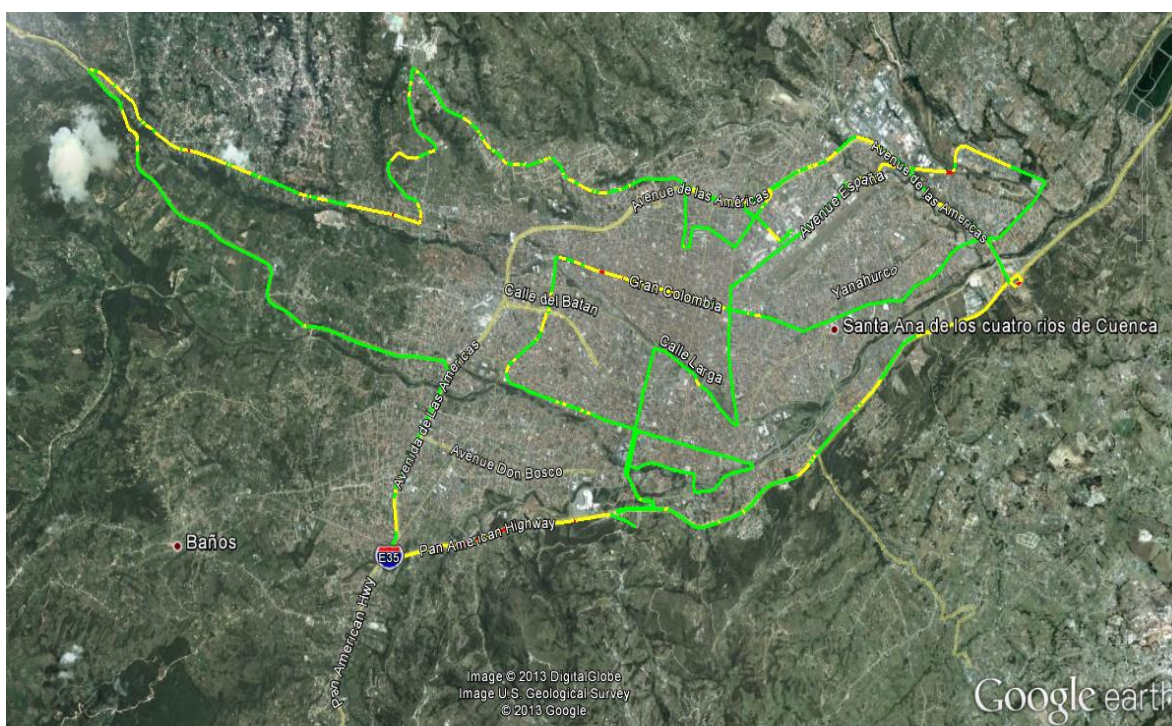 Avenue de las Americas
Avenue España
Avenue de las Américas
Yanahurco
Gran Colombia
Calle del Batan
Santa Ana de los cuatro ríos de Cuenca
Calle Larga
Avenida de Las Americas
Avenue Don Bosco
Pan American Highway
Baños
E35
Pan American Hwy
Image © 2013 DigitalGlobe
Image U.S. Geological Survey
© 2013 Google
Google earth